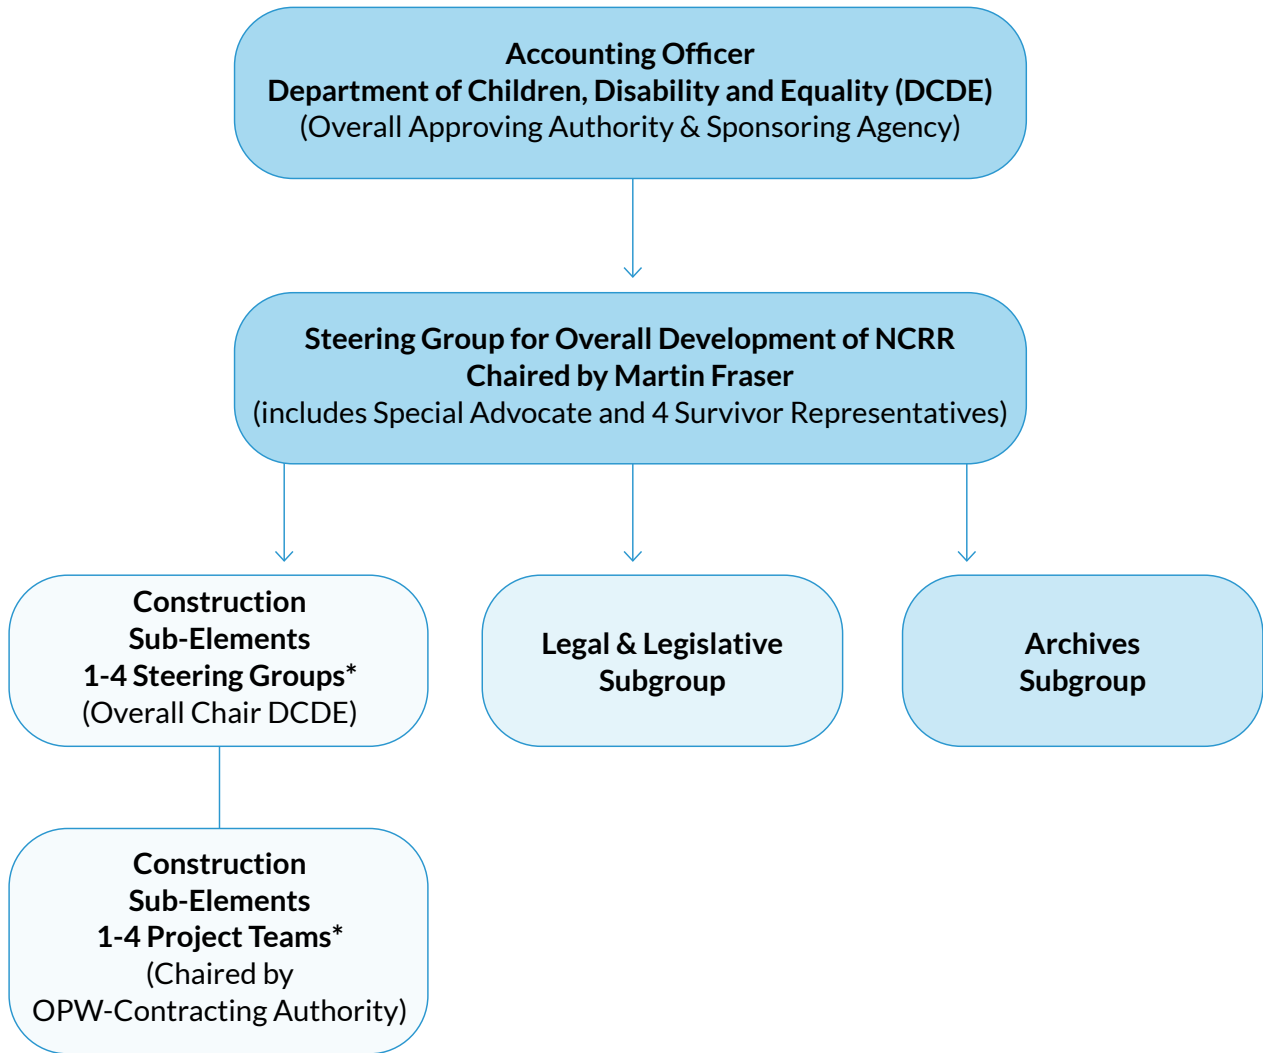 Accounting Officer
Department of Children, Disability and Equality (DCDE)
(Overall Approving Authority & Sponsoring Agency)
Steering Group for Overall Development of NCRR
Chaired by Martin Fraser
(includes Special Advocate and 4 Survivor Representatives)
Construction
Sub-Elements
1-4 Steering Groups*
(Overall Chair DCDE)
Legal & Legislative
Subgroup
Archives
Subgroup
Construction
Sub-Elements
1-4 Project Teams*
(Chaired by
OPW-Contracting Authority)